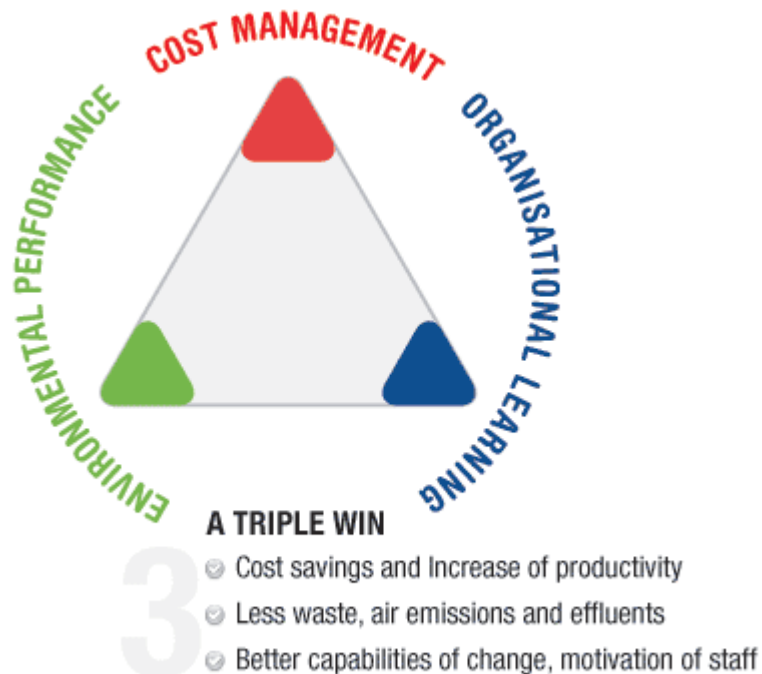 COST MANAGEMENT
ENVIRONMENTAL PERFORMANCE
ORGANISATIONAL LEARNING
A TRIPLE WIN
3
Cost savings and Increase of productivity
Less waste, air emissions and effluents
Better capabilities of change, motivation of staff